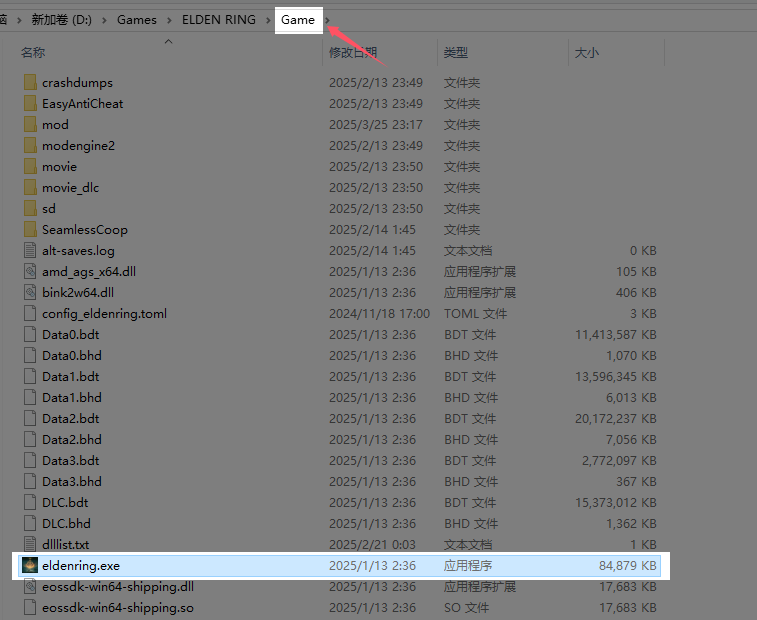 脑 > 新加卷 (D:) > Games > ELDEN RING > Game >
名称 修改日期 类型 大小
crashdumps 2025/2/13 23:49 文件夹
EasyAntiCheat 2025/2/13 23:49 文件夹
mod 2025/3/25 23:17 文件夹
modengine2 2025/2/13 23:49 文件夹
movie 2025/2/13 23:50 文件夹
movie_dlc 2025/2/13 23:50 文件夹
sd 2025/2/13 23:50 文件夹
SeamlessCoop 2025/2/14 1:45 文件夹
alt-saves.log 2025/2/14 1:45 文本文档 0 KB
amd_ags_x64.dll 2025/1/13 2:36 应用程序扩展 105 KB
bink2w64.dll 2025/1/13 2:36 应用程序扩展 406 KB
config_eldenring.toml 2024/11/18 17:00 TOML 文件 3 KB
Data0.bdt 2025/1/13 2:36 BDT 文件 11,413,587 KB
Data0.bhd 2025/1/13 2:36 BHD 文件 1,070 KB
Data1.bdt 2025/1/13 2:36 BDT 文件 13,596,345 KB
Data1.bhd 2025/1/13 2:36 BHD 文件 6,013 KB
Data2.bdt 2025/1/13 2:36 BDT 文件 20,172,237 KB
Data2.bhd 2025/1/13 2:36 BHD 文件 7,056 KB
Data3.bdt 2025/1/13 2:36 BDT 文件 2,772,097 KB
Data3.bhd 2025/1/13 2:36 BHD 文件 367 KB
DLC.bdt 2025/1/13 2:36 BDT 文件 15,373,012 KB
DLC.bhd 2025/1/13 2:36 BHD 文件 1,362 KB
dlllist.txt 2025/2/21 0:03 文本文档 1 KB
eldenring.exe 2025/1/13 2:36 应用程序 84,879 KB
eossdk-win64-shipping.dll 2025/1/13 2:36 应用程序扩展 17,683 KB
eossdk-win64-shipping.so 2025/1/13 2:36 SO 文件 17,683 KB